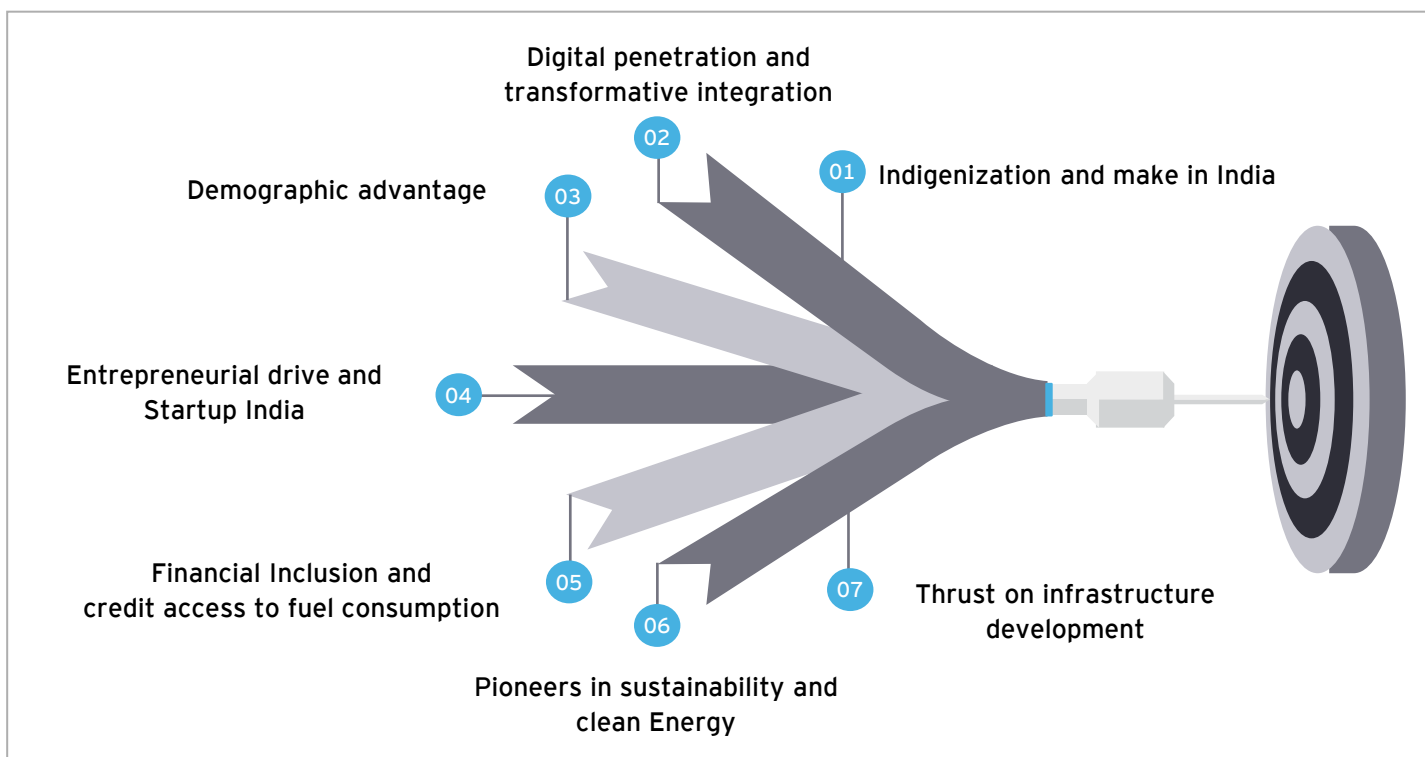 01
Indigenization and make in India
02
Digital penetration and
transformative integration
03
Demographic advantage
04
Entrepreneurial drive and
Startup India
05
Financial Inclusion and
credit access to fuel consumption
06
Pioneers in sustainability and
clean Energy
07
Thrust on infrastructure
development